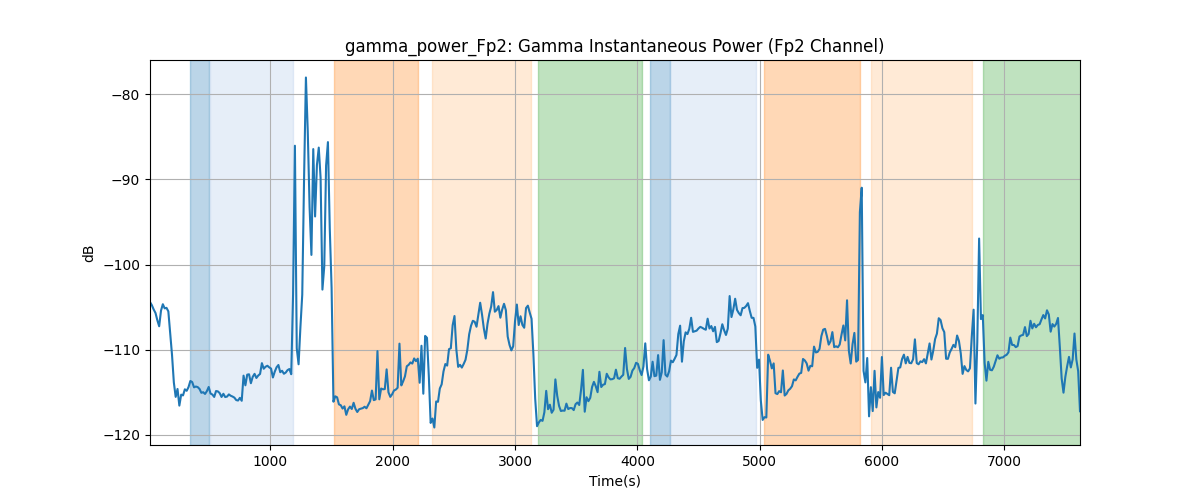 gamma_power_Fp2: Gamma Instantaneous Power (Fp2 Channel)
−80
−90
−100
−110
−120
dB
1000 2000 3000 4000 5000 6000 7000
Time(s)